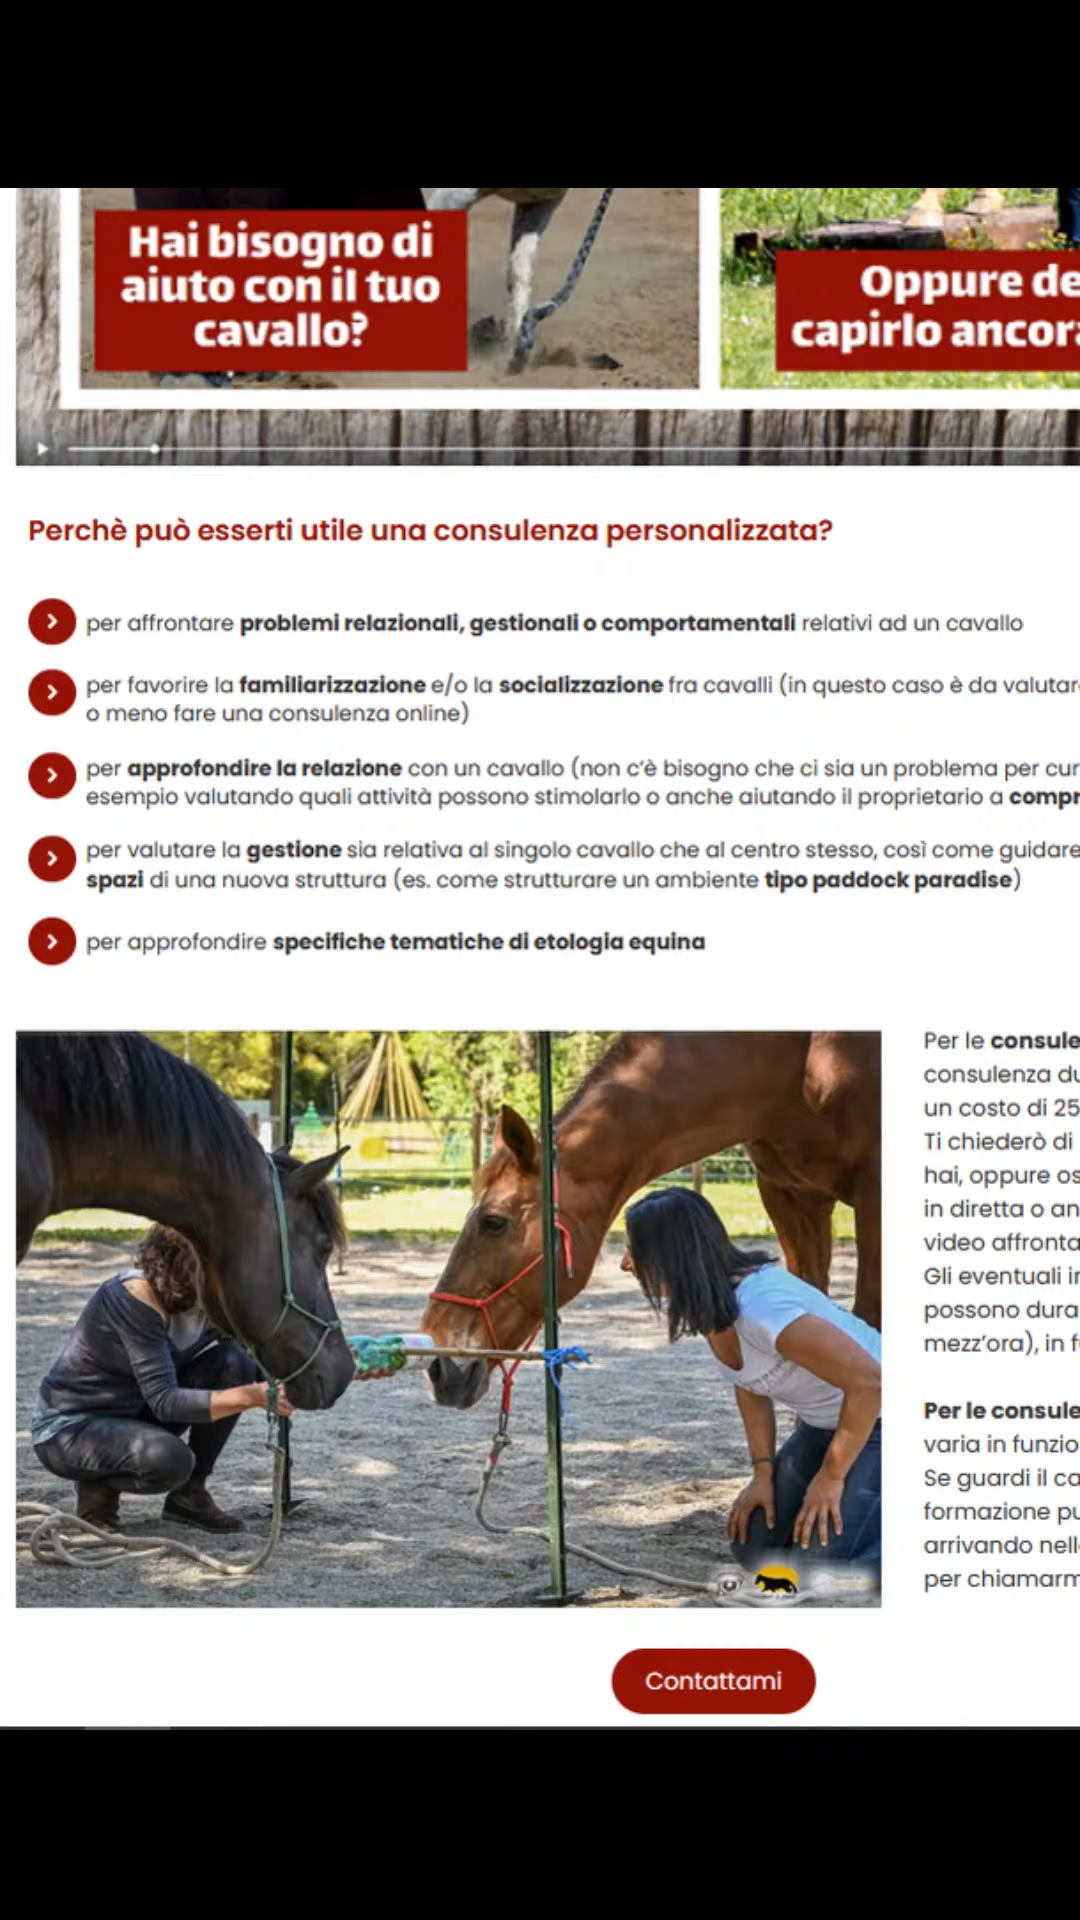 Hai bisogno di
aiuto con il tuo
cavallo?
Oppure de
capirlo ancora
Perchè può esserti utile una consulenza personalizzata?
per affrontare problemi relazionali, gestionali o comportamentali relativi ad un cavallo
per favorire la familiarizzazione e/o la socializzazione fra cavalli (in questo caso è da valutare
o meno fare una consulenza online)
per approfondire la relazione con un cavallo (non c'è bisogno che ci sia un problema per cur
esempio valutando quali attività possono stimolarlo o anche aiutando il proprietario a compr
per valutare la gestione sia relativa al singolo cavallo che al centro stesso, così come guidare
spazi di una nuova struttura (es. come strutturare un ambiente tipo paddock paradise)
per approfondire specifiche tematiche di etologia equina
Per le consule
consulenza du
un costo di 25
Ti chiederò di
hai, oppure os
in diretta o an
video affronta
Gli eventuali in
possono dura
mezz'ora), in f
Per le consule
varia in funzio
Se guardi il ca
formazione pu
arrivando nell
per chiamarm
Contattami